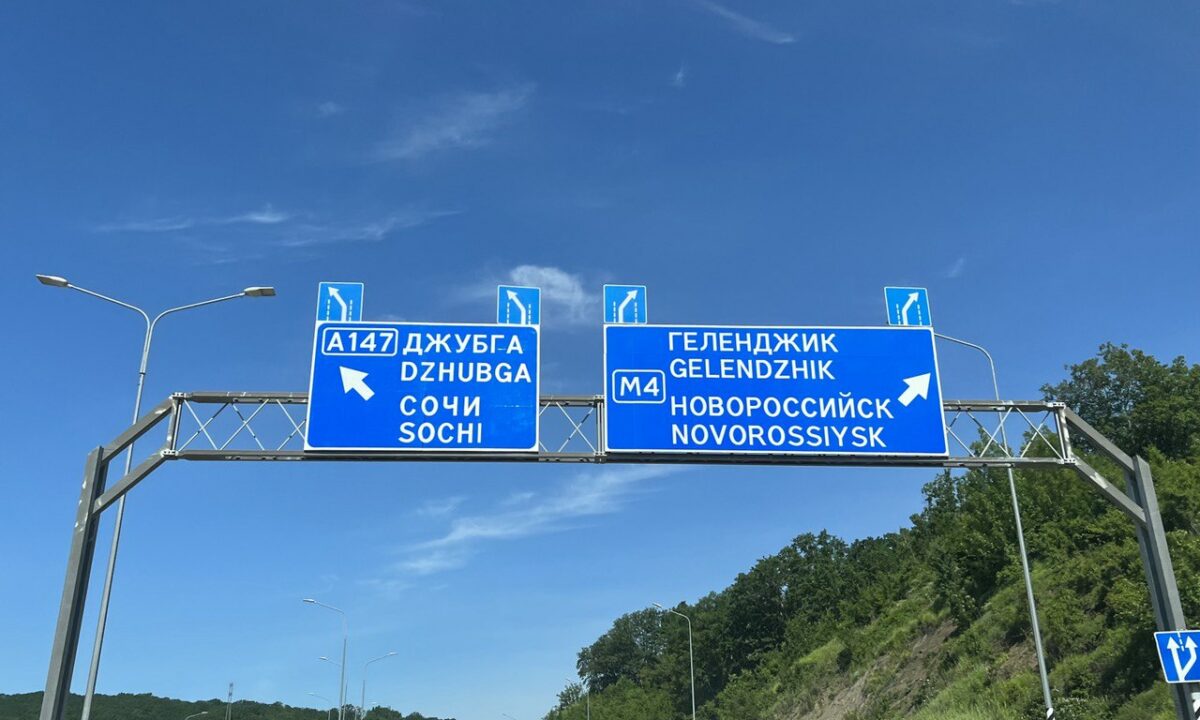 А147 ДЖУБГА
DZHUBGA
СОЧИ
SOCHI
ГЕЛЕНДЖИК
GELENDZHIK
М4
НОВОРОССИЙСК
NOVOROSSIYSK